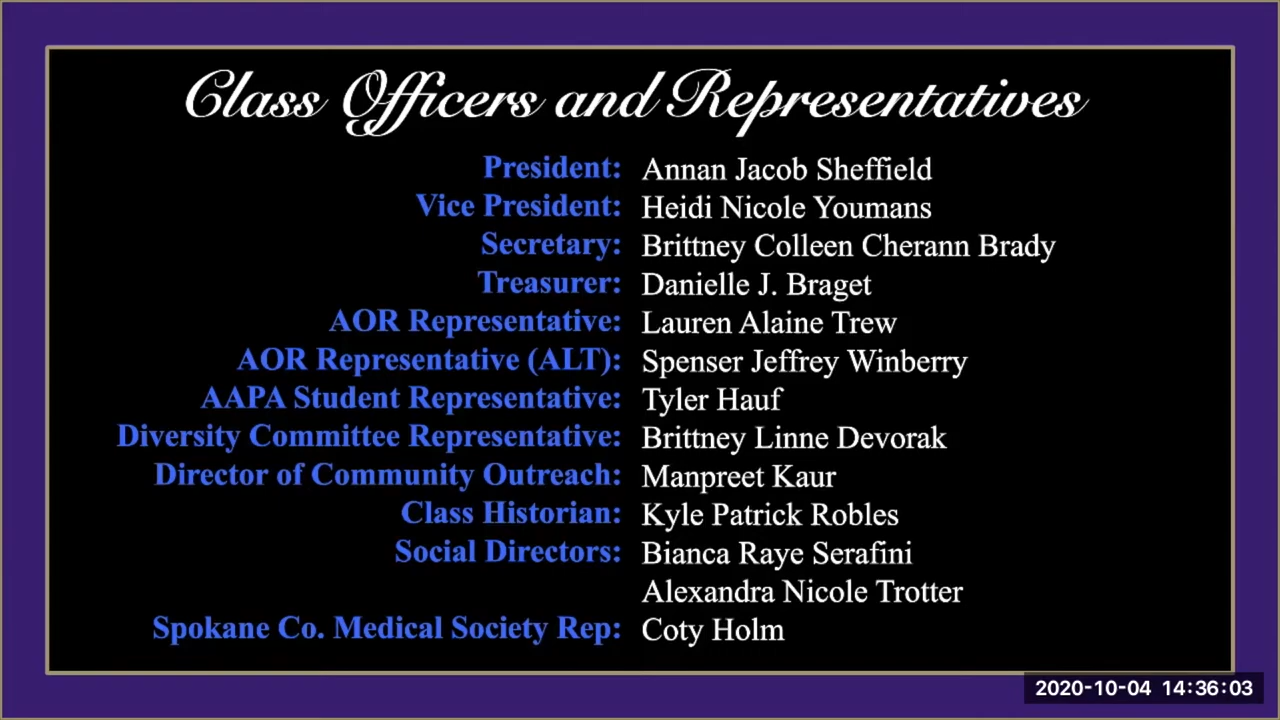 Class Officers and Representatives
President: Annan Jacob Sheffield
Vice President: Heidi Nicole Youmans
Secretary: Brittney Colleen Cherann Brady
Treasurer: Danielle J. Braget
AOR Representative: Lauren Alaine Trew
AOR Representative (ALT): Spenser Jeffrey Winberry
AAPA Student Representative: Tyler Hauf
Diversity Committee Representative: Brittney Linne Devorak
Director of Community Outreach: Manpreet Kaur
Class Historian: Kyle Patrick Robles
Social Directors: Bianca Raye Serafini
Alexandra Nicole Trotter
Spokane Co. Medical Society Rep: Coty Holm
2020-10-04 14:36:03